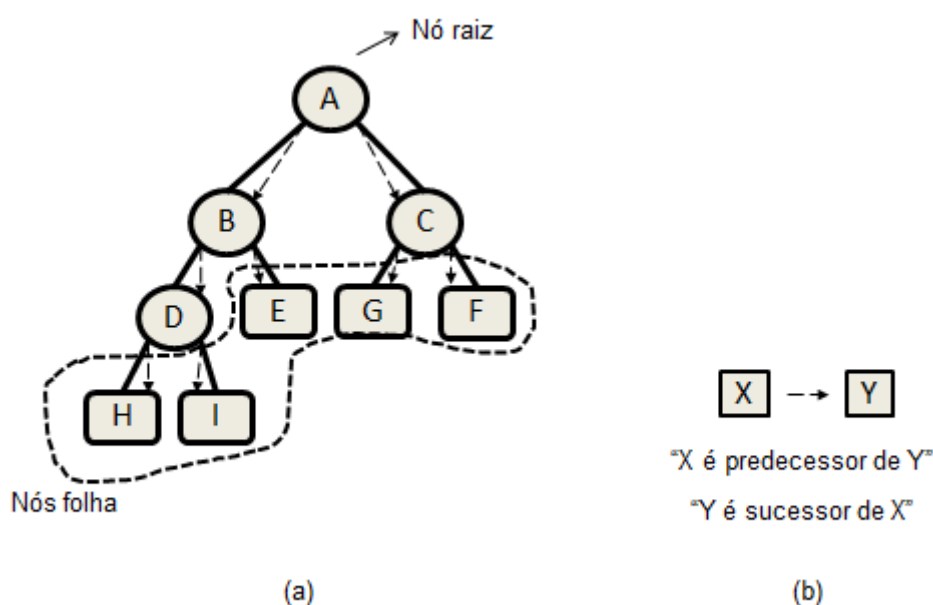 Nó raiz
A
B
C
D
E
G
F
H
I
X
Y
"X é predecessor de Y"
Nós folha
"Y é sucessor de X"
(a)
(b)